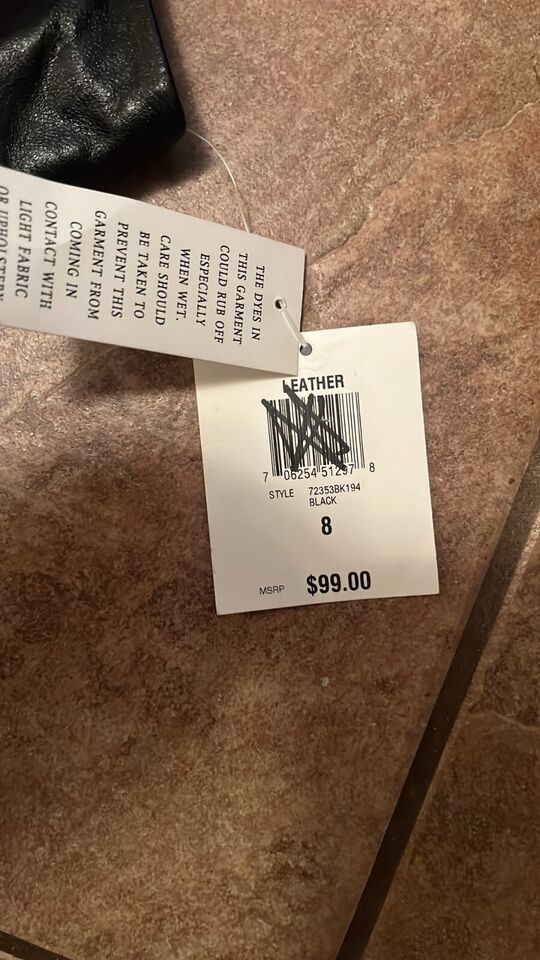 THE DYES IN
THIS GARMENT
COULD RUB OFF
ESPECIALLY
WHEN WET.
CARE SHOULD
BE TAKEN TO
PREVENT THIS
GARMENT FROM
COMING IN
CONTACT WITH
LIGHT FABRIC
OR UPHOLSTERY
LEATHER
7 06254 51297 8
STYLE 72353BK194
BLACK
8
MSRP $99.00